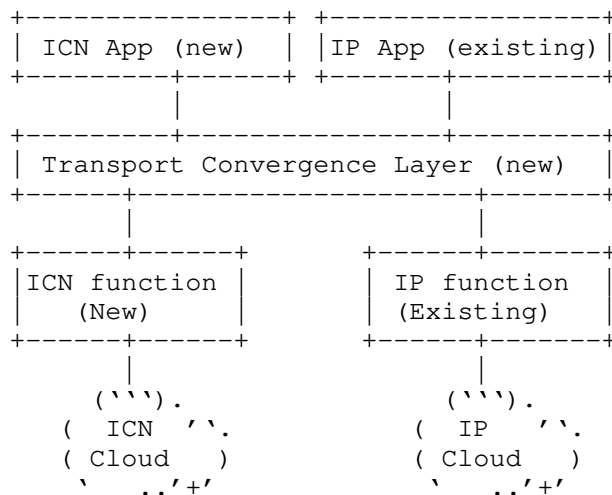 ICN App (new) IP App (existing)
Transport Convergence Layer (new)
ICN function IP function
(New) (Existing)
ICN IP
Cloud Cloud